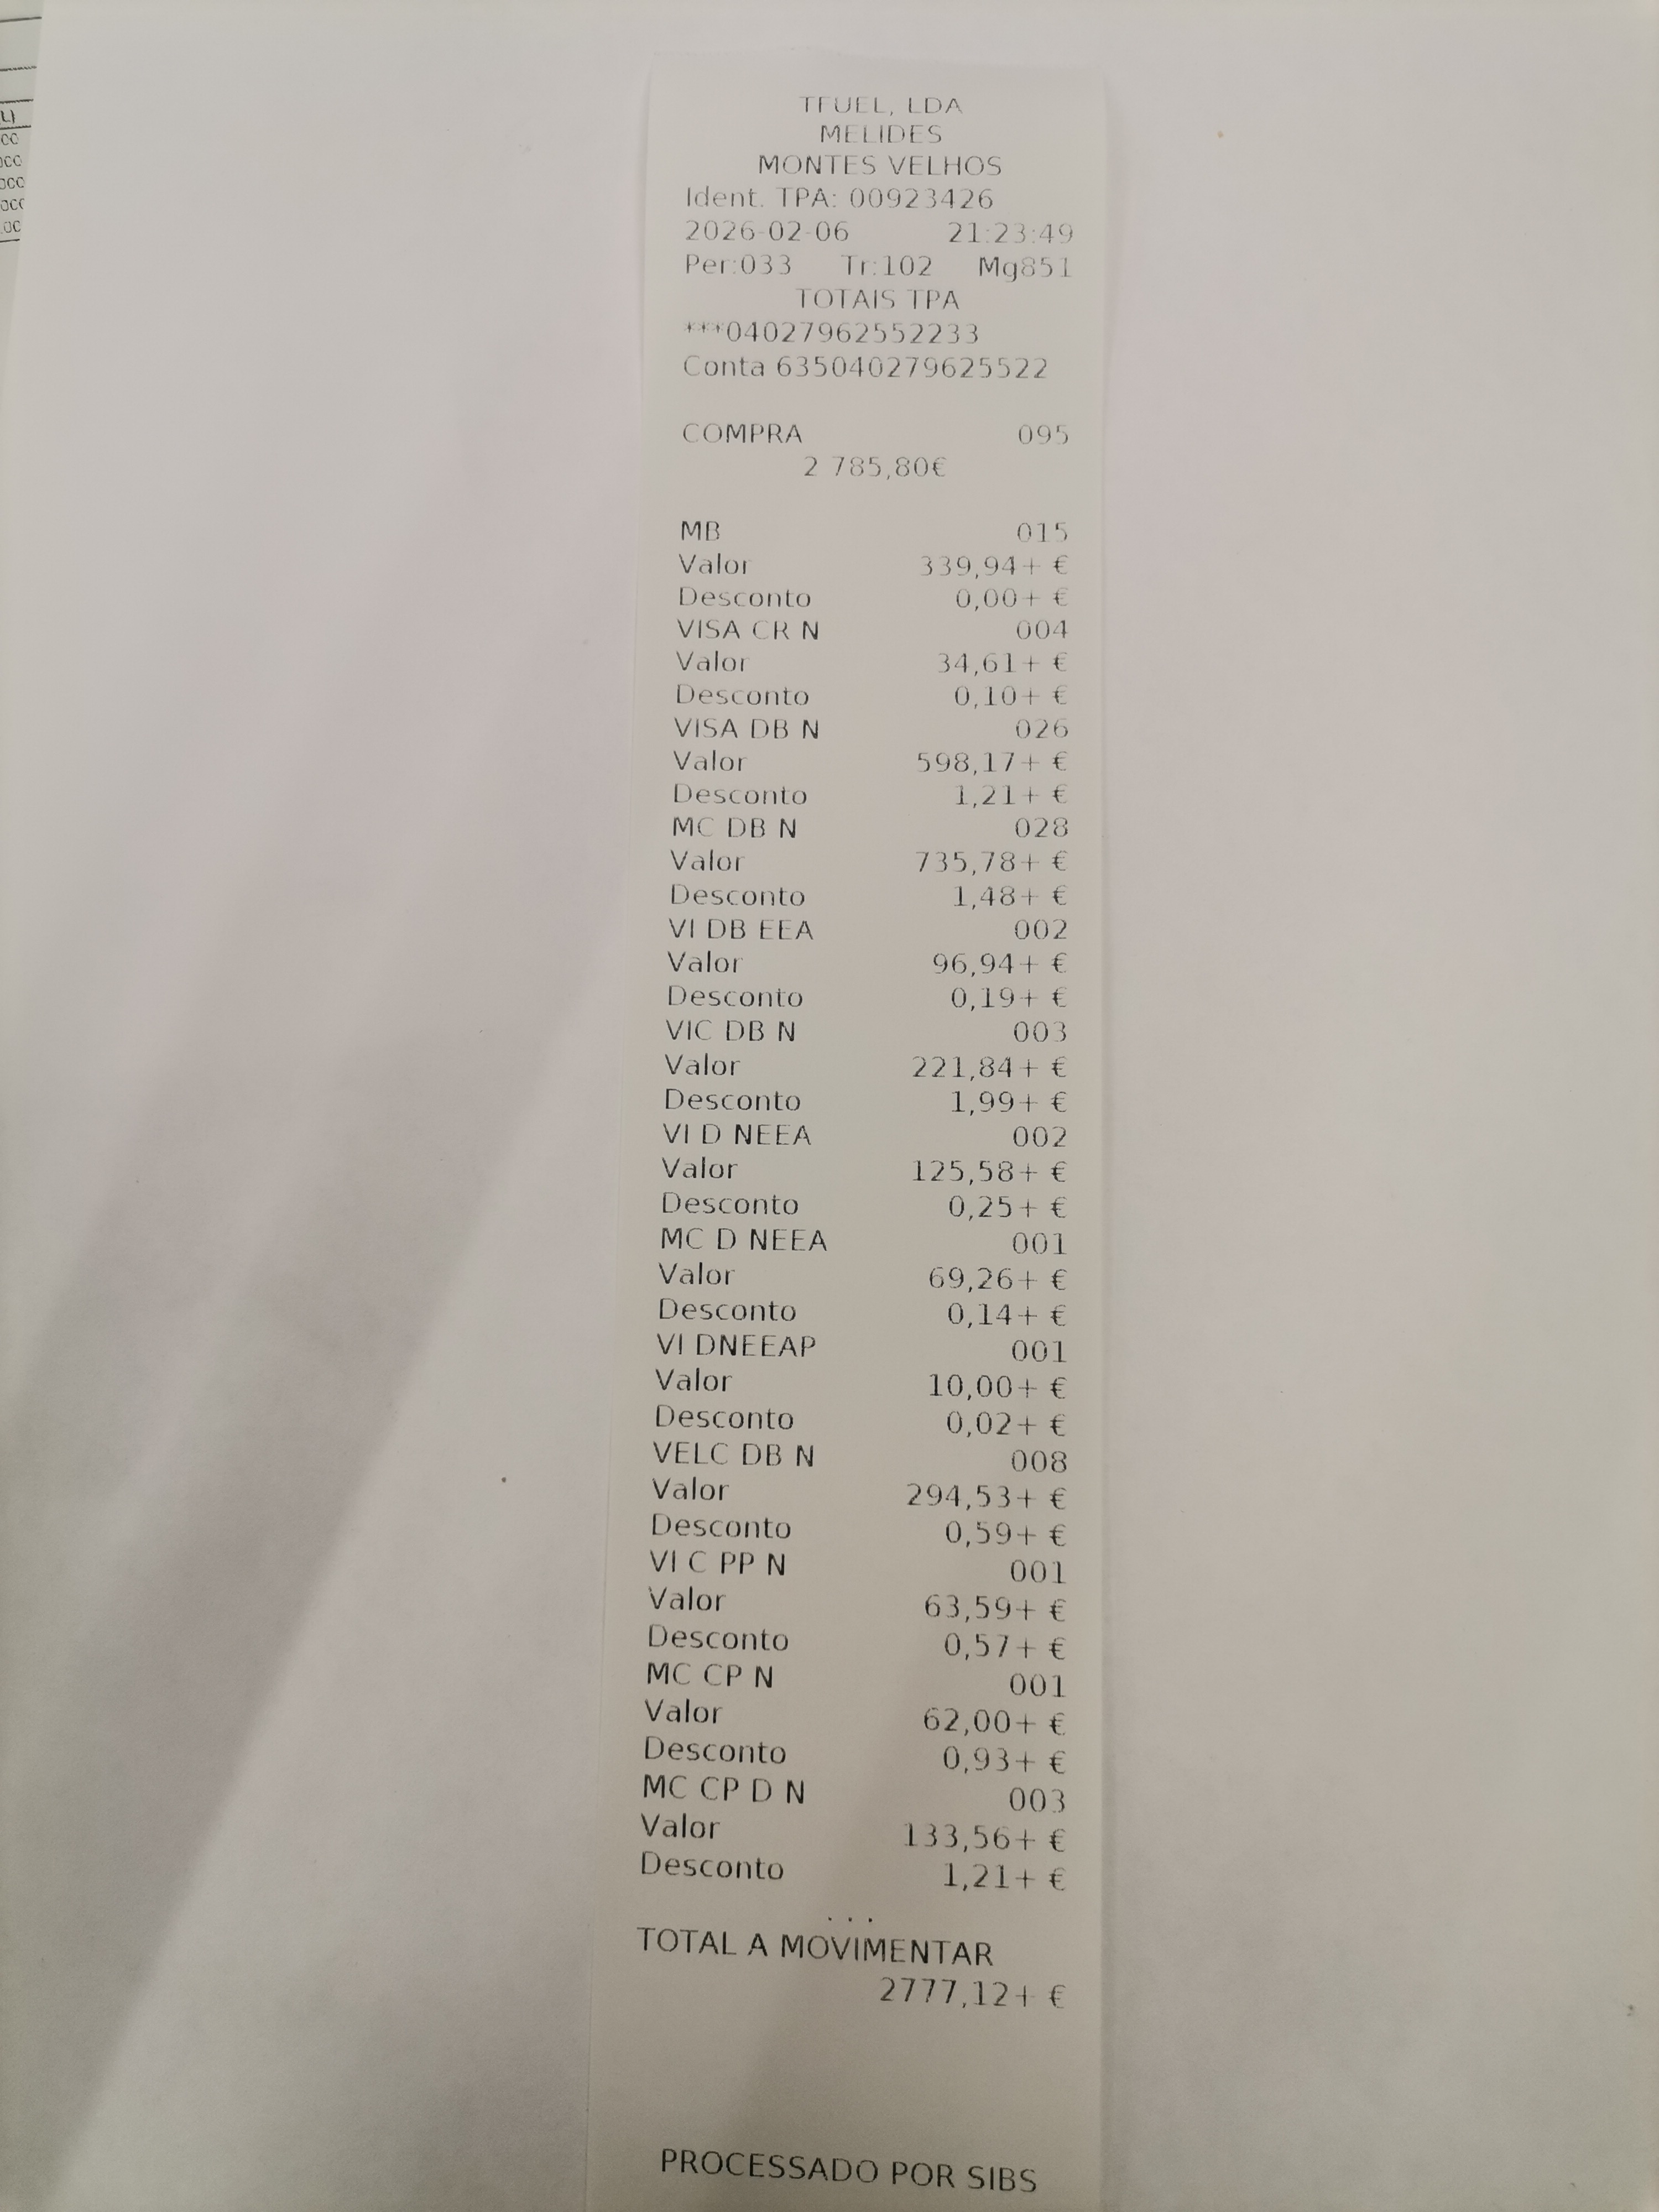 TFUEL, LDA
MELIDES
MONTES VELHOS
Ident. TPA: 00923426
2026-02-06 21:23:49
Per:033 Tr:102 Mg851
TOTAIS TPA
***04027962552233
Conta 635040279625522
COMPRA 095
2 785,80€
MB 015
Valor 339,94+ €
Desconto 0,00+ €
VISA CR N 004
Valor 34,61+ €
Desconto 0,10+ €
VISA DB N 026
Valor 598,17+ €
Desconto 1,21+ €
MC DB N 028
Valor 735,78+ €
Desconto 1,48+ €
VI DB EEA 002
Valor 96,94+ €
Desconto 0,19+ €
VIC DB N 003
Valor 221,84+ €
Desconto 1,99+ €
VI D NEEA 002
Valor 125,58+ €
Desconto 0,25+ €
MC D NEEA 001
Valor 69,26+ €
Desconto 0,14+ €
VI DNEEAP 001
Valor 10,00+ €
Desconto 0,02+ €
VELC DB N 008
Valor 294,53+ €
Desconto 0,59+ €
VI C PP N 001
Valor 63,59+ €
Desconto 0,57+ €
MC CP N 001
Valor 62,00+ €
Desconto 0,93+ €
MC CP D N 003
Valor 133,56+ €
Desconto 1,21+ €
...
TOTAL A MOVIMENTAR
2777,12+ €
PROCESSADO POR SIBS